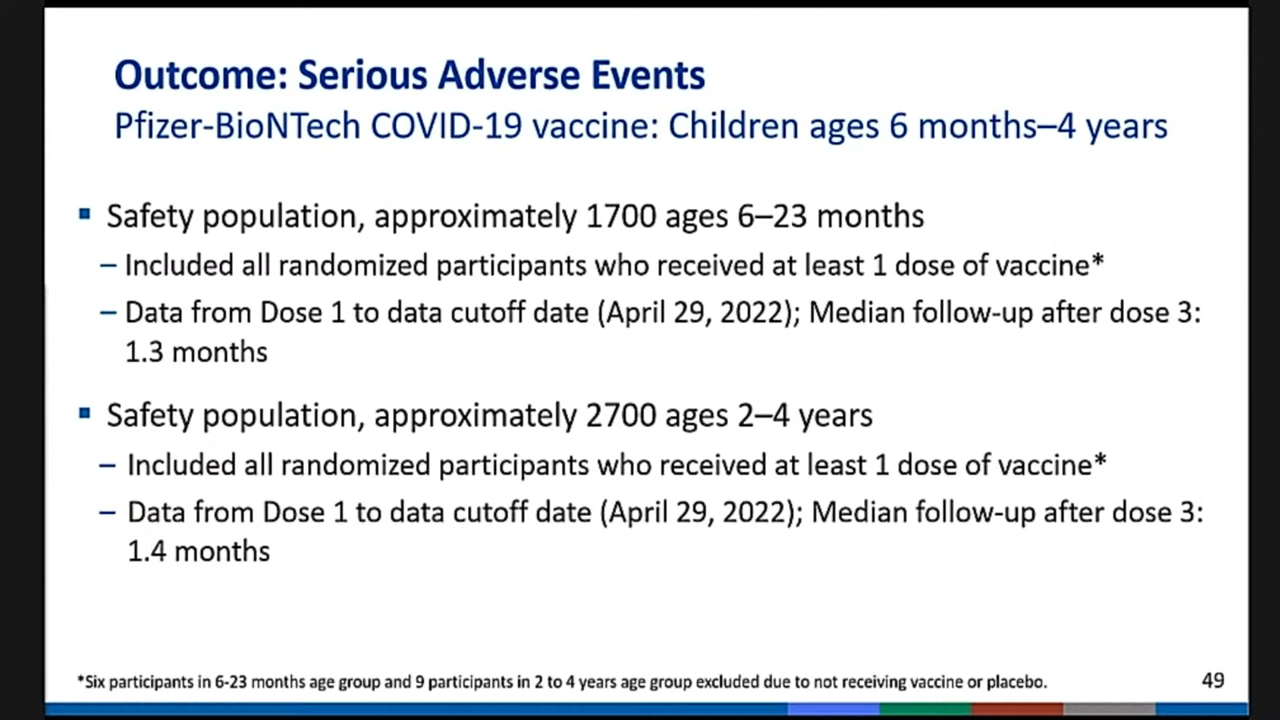 Outcome: Serious Adverse Events
Pfizer-BioNTech COVID-19 vaccine: Children ages 6 months–4 years
▪ Safety population, approximately 1700 ages 6–23 months
– Included all randomized participants who received at least 1 dose of vaccine*
– Data from Dose 1 to data cutoff date (April 29, 2022); Median follow-up after dose 3:
1.3 months
▪ Safety population, approximately 2700 ages 2–4 years
– Included all randomized participants who received at least 1 dose of vaccine*
– Data from Dose 1 to data cutoff date (April 29, 2022); Median follow-up after dose 3:
1.4 months
*Six participants in 6-23 months age group and 9 participants in 2 to 4 years age group excluded due to not receiving vaccine or placebo.
49